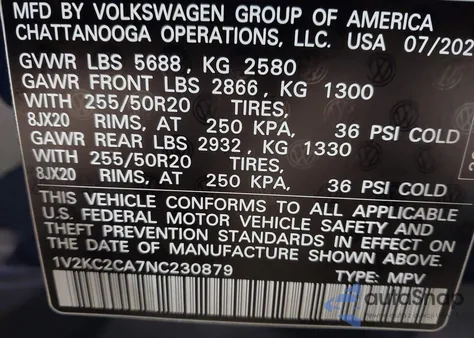 MFD BY VOLKSWAGEN GROUP OF AMERICA
CHATTANOOGA OPERATIONS, LLC. USA 07/202
GVWR LBS 5688 , KG 2580
GAWR FRONT LBS 2866 , KG 1300
WITH 255/50R20 TIRES,
8JX20 RIMS, AT 250 KPA, 36 PSI COLD
GAWR REAR LBS 2932 , KG 1330
WITH 255/50R20 TIRES,
8JX20 RIMS, AT 250 KPA, 36 PSI COLD
THIS VEHICLE CONFORMS TO ALL APPLICABLE
U.S. FEDERAL MOTOR VEHICLE SAFETY AND
THEFT PREVENTION STANDARDS IN EFFECT ON
THE DATE OF MANUFACTURE SHOWN ABOVE.
1V2KC2CA7NC230879 TYPE: MPV
autoShap